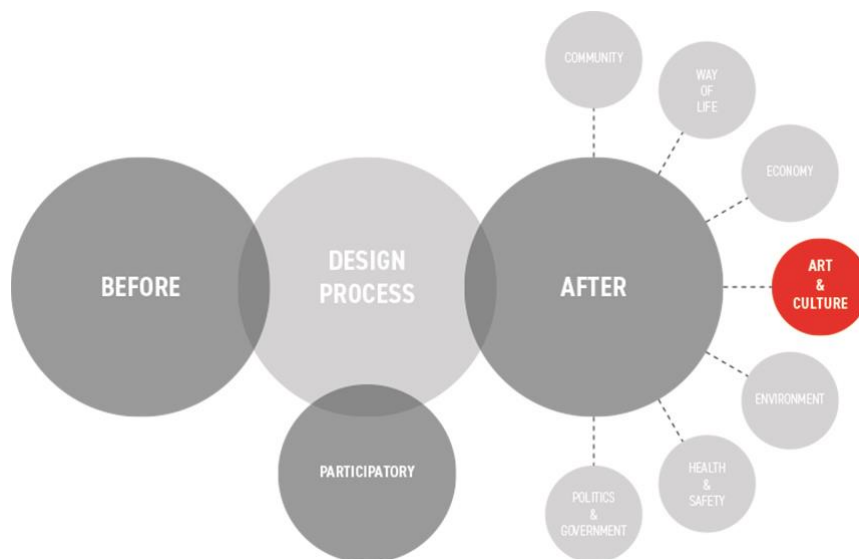 COMMUNITY
WAY
OF
LIFE
ECONOMY
BEFORE
DESIGN
PROCESS
AFTER
ART
&
CULTURE
ENVIRONMENT
PARTICIPATORY
HEALTH
&
SAFETY
POLITICS
&
GOVERNMENT